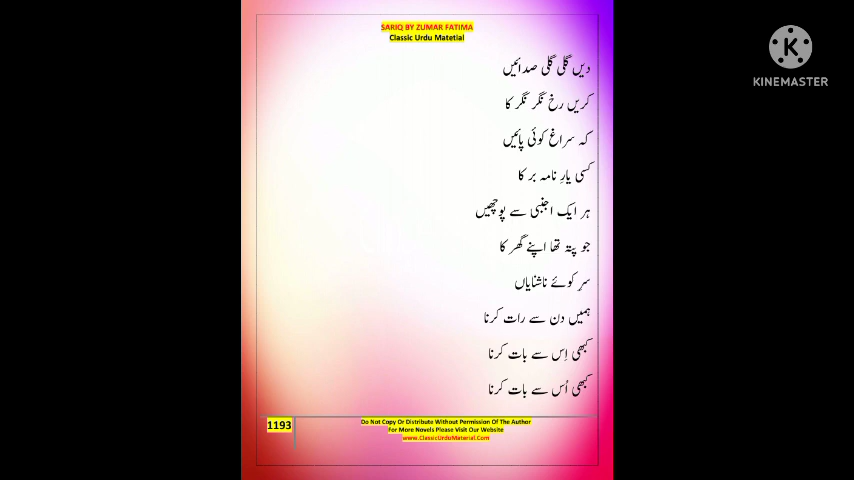 SARIQ BY ZUMAR FATIMA
Classic Urdu Matetial
K
KINEMASTER
دیں گلی گلی صدائیں
کریں رخ نگر نگر کا
کہ سراغ کوئی پائیں
کسی یارِ نامہ بر کا
ہر ایک اجنبی سے پوچھیں
جو پتہ تھا اپنے گھر کا
سرِ کوئے ناشنایاں
ہمیں دن سے رات کرنا
کبھی اِس سے بات کرنا
کبھی اُس سے بات کرنا
1193
Do Not Copy Or Distribute Without Permission Of The Author
For More Novels Please Visit Our Website
www.ClassicUrduMaterial.Com